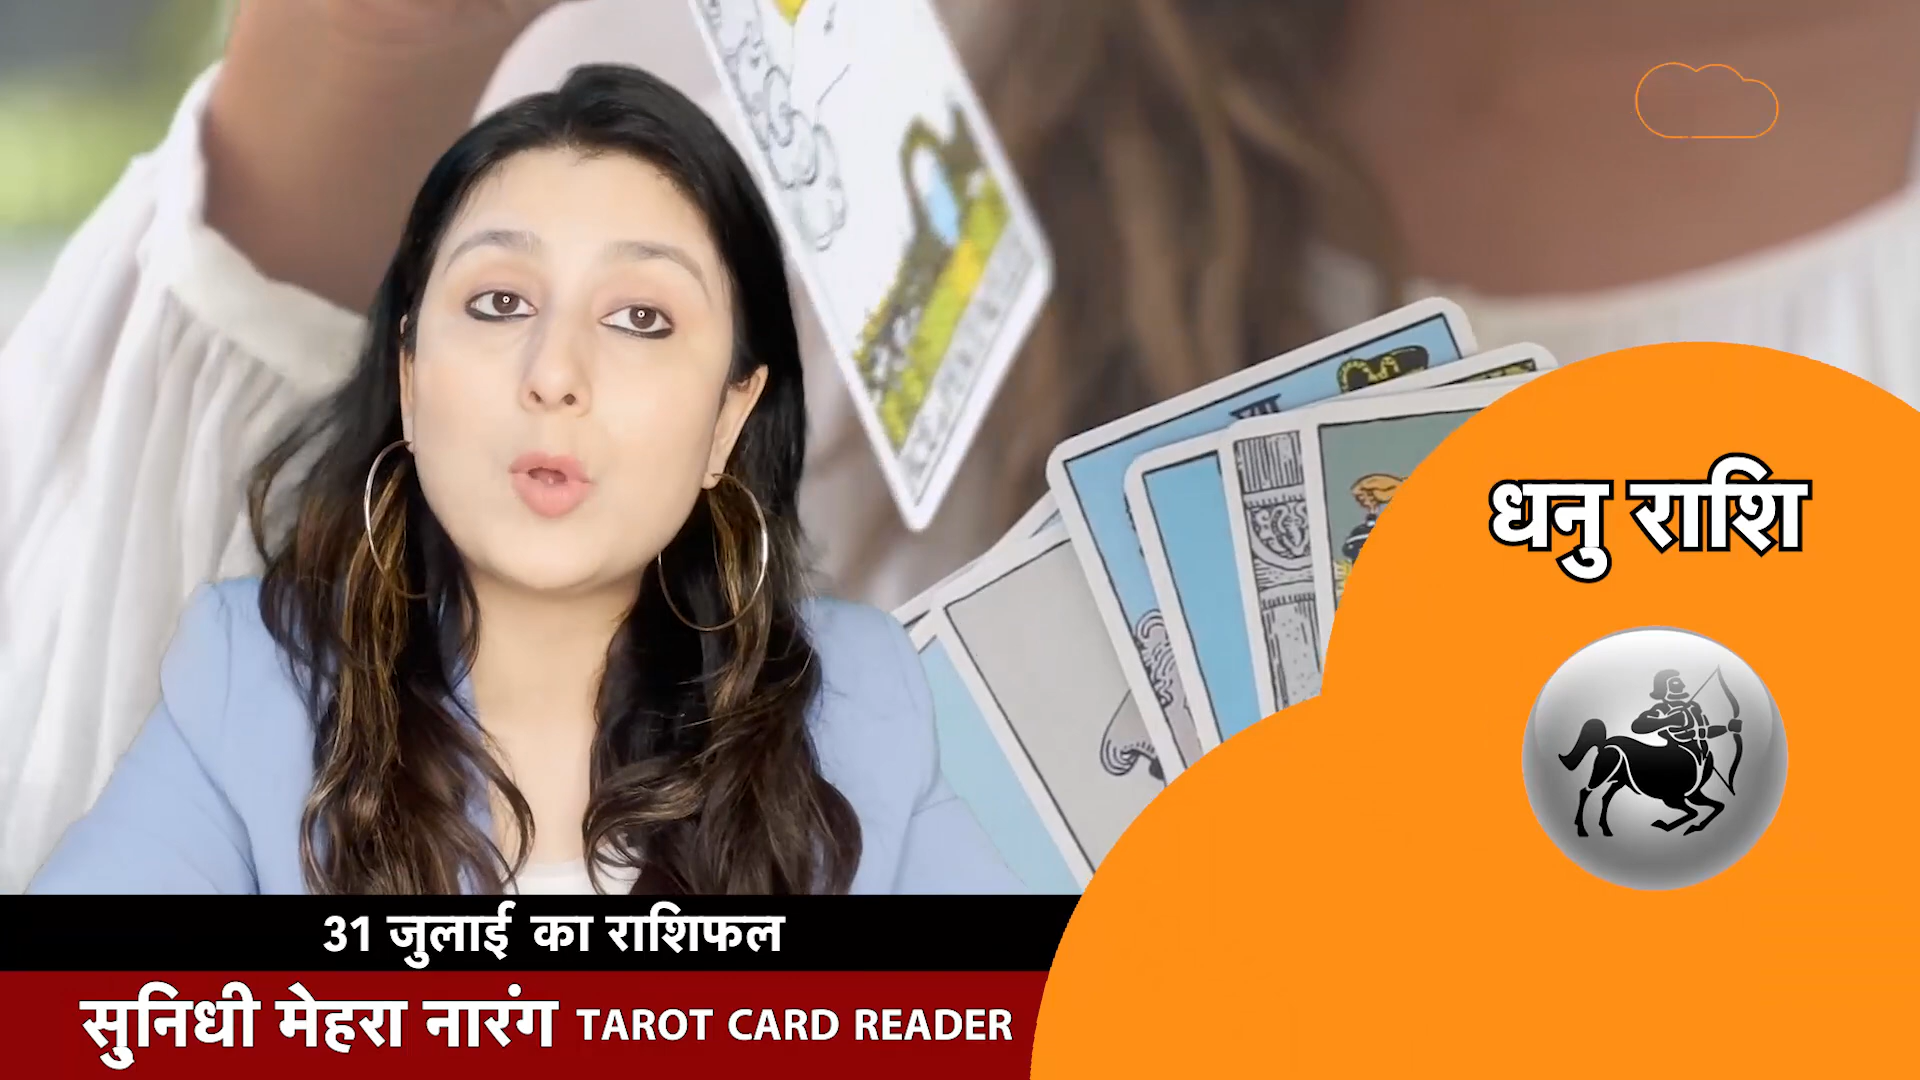 धनु राशि
31 जुलाई का राशिफल
सुनिधी मेहरा नारंग TAROT CARD READER